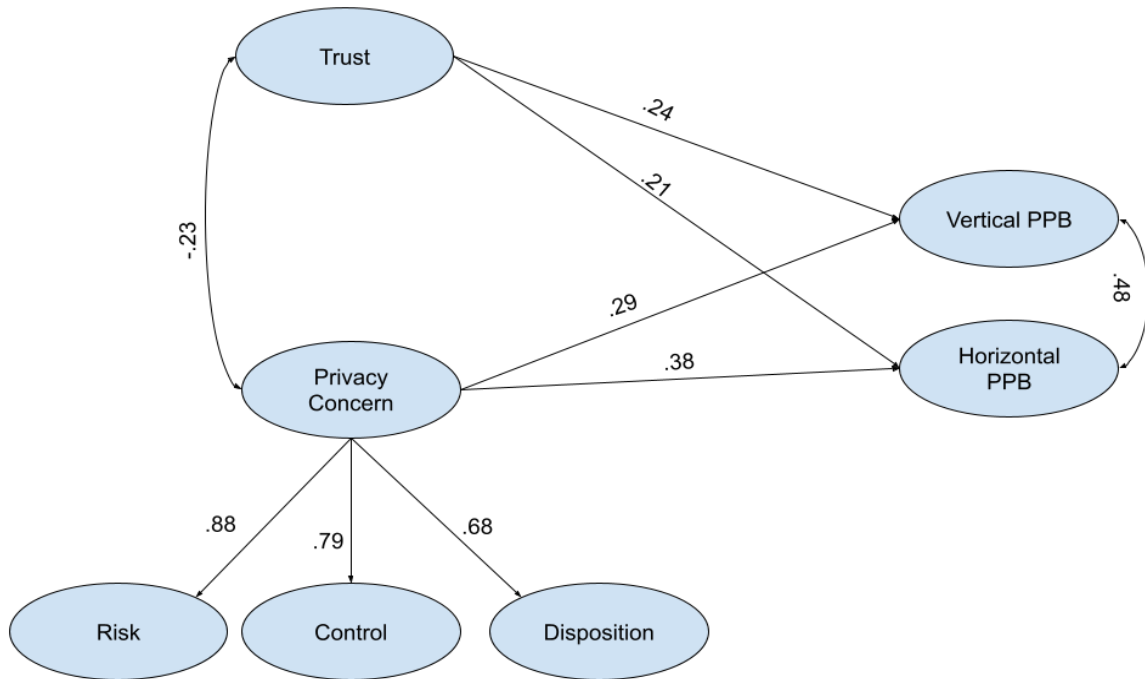 Trust
.24
.21
Vertical PPB
-.23
.48
.29
Horizontal
PPB
.38
Privacy
Concern
.88
.79
.68
Risk
Control
Disposition